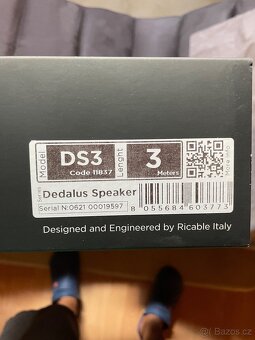 Model
DS3
Code 11837
Lenght
3
Meters
More info
Series
Dedalus Speaker
Serial N:0621 00019597
8 055684 603773
Designed and Engineered by Ricable Italy
Sbazar.cz